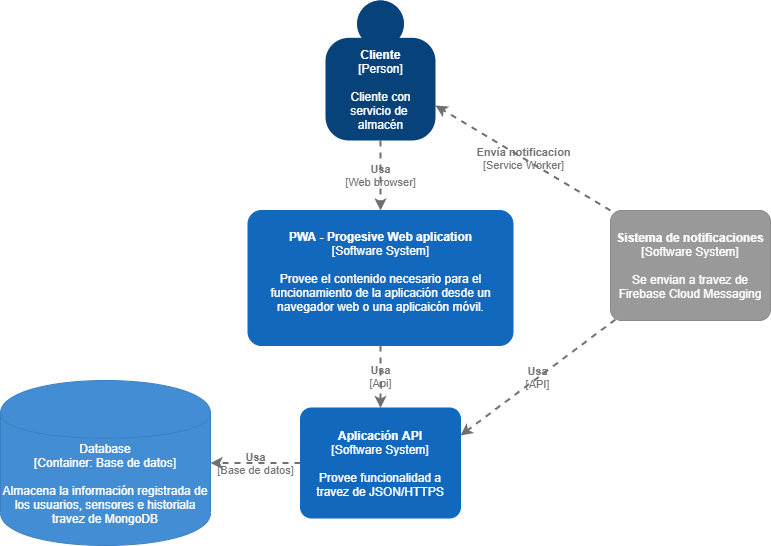 Cliente
[Person]
Cliente con
servicio de
almacén
Envía notificacion
[Service Worker]
Usa
[Web browser]
PWA - Progesive Web aplication
[Software System]
Provee el contenido necesario para el
funcionamiento de la aplicación desde un
navegador web o una aplicaicón móvil.
Sistema de notificaciones
[Software System]
Se envian a travez de
Firebase Cloud Messaging
Usa
[Api]
Usa
[API]
Aplicación API
[Software System]
Provee funcionalidad a
travez de JSON/HTTPS
Usa
[Base de datos]
Database
[Container: Base de datos]
Almacena la información registrada de
los usuarios, sensores e historiala
travez de MongoDB